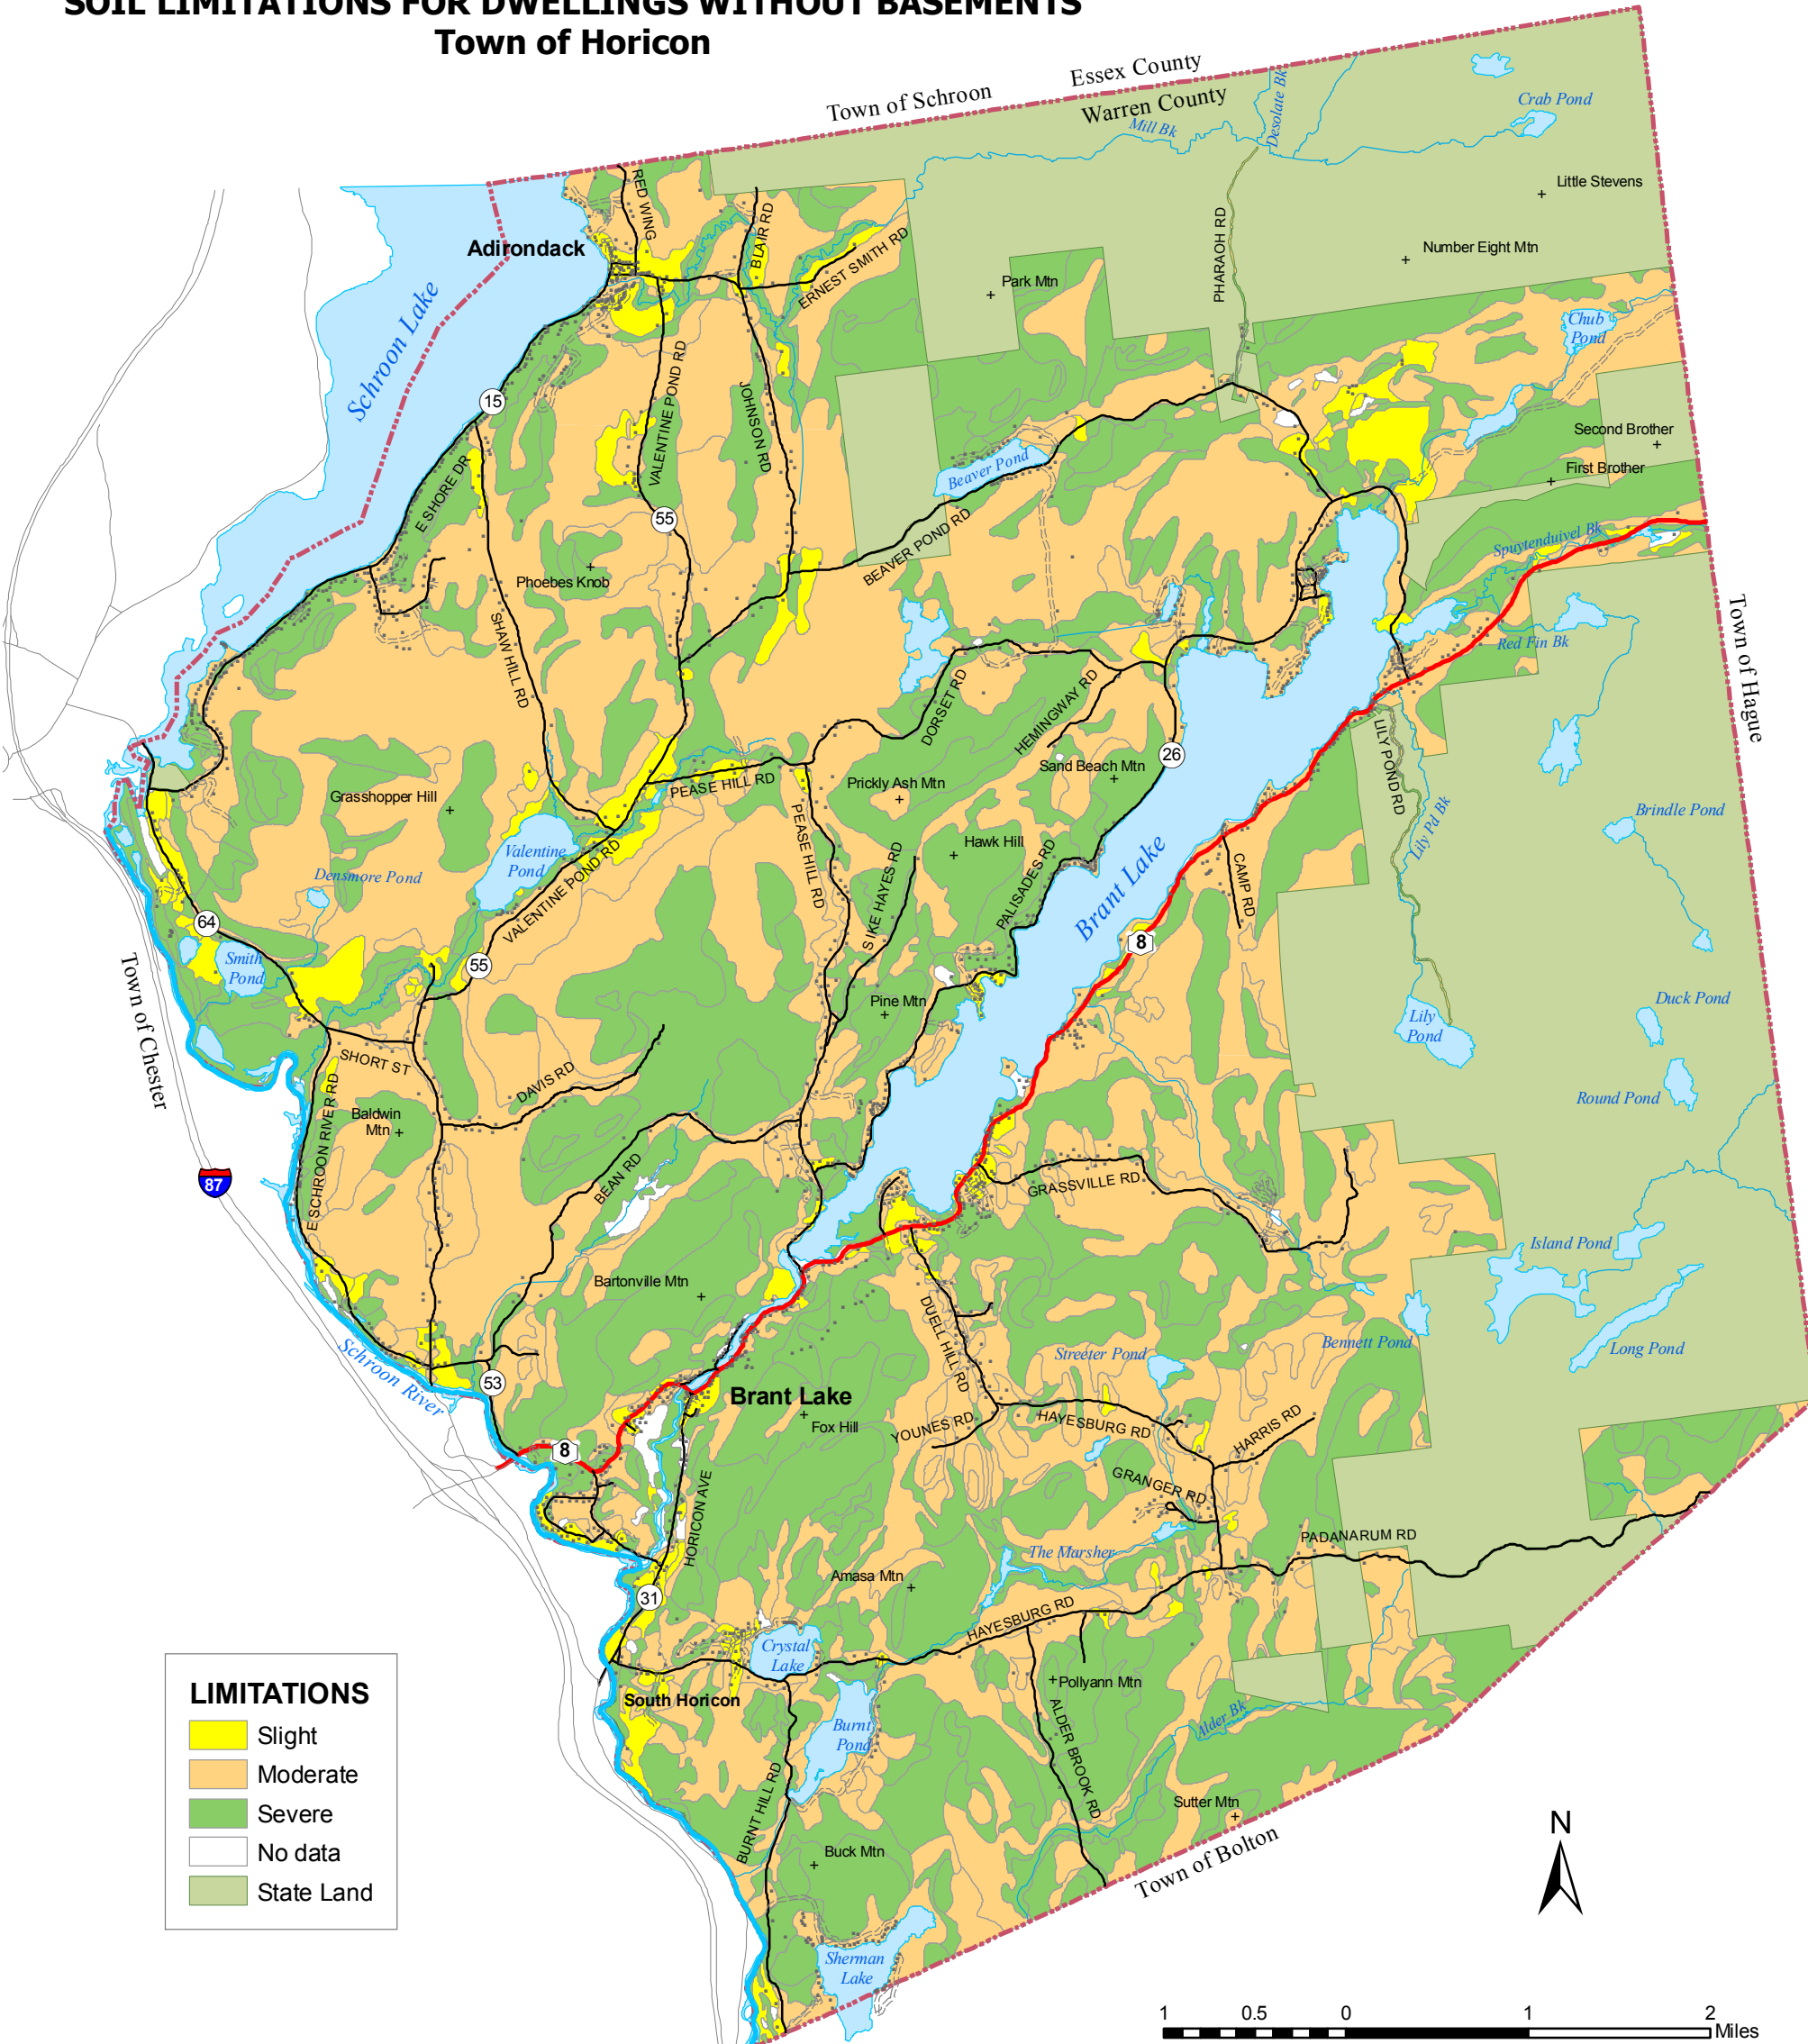 SOIL LIMITATIONS FOR DWELLINGS WITHOUT BASEMENTS
Town of Horicon
Essex County
Town of Schroon
Warren County
Desolate Bk
Mill Bk
Crab Pond
Little Stevens
Number Eight Mtn
PHARAOH RD
Park Mtn
RED WING
BLAIR RD
ERNEST SMITH RD
Adirondack
Schroon Lake
15
E SHORE DR
VALENTINE POND RD
JOHNSON RD
55
Phoebes Knob
SHAW HILL RD
Beaver Pond
BEAVER POND RD
Chub
Pond
Second Brother
First Brother
Spuytenduivel Bk
Red Fin Bk
Town of Hague
DORSET RD
HEMINGWAY RD
26
Sand Beach Mtn
Prickly Ash Mtn
PEASE HILL RD
PEASE HILL RD
Grasshopper Hill
Valentine
Pond
VALENTINE POND RD
Hawk Hill
SIKE HAYES RD
PALISADES RD
Brant Lake
LILY POND RD
Lily Pd Bk
Brindle Pond
CAMP RD
8
Densmore Pond
64
Smith
Pond
55
Town of Chester
Pine Mtn
Lily
Pond
Duck Pond
Round Pond
SHORT ST
DAVIS RD
Baldwin
Mtn
E SCHROON RIVER RD
87
BEAN RD
GRASSVILLE RD
Island Pond
Bartonville Mtn
DUELL HILL RD
Bennett Pond
Long Pond
Streeter Pond
Schroon River
53
Brant Lake
Fox Hill
YOUNES RD
HAYESBURG RD
HARRIS RD
8
GRANGER RD
HORICON AVE
PADANARUM RD
The Marsher
Amasa Mtn
31
HAYESBURG RD
Crystal
Lake
South Horicon
Pollyann Mtn
Burnt
Pond
Alder Bk
ALDER BROOK RD
BURNT HILL RD
Sutter Mtn
Buck Mtn
Town of Bolton
Sherman
Lake
LIMITATIONS
Slight
Moderate
Severe
No data
State Land
N
1 0.5 0 1 2
Miles